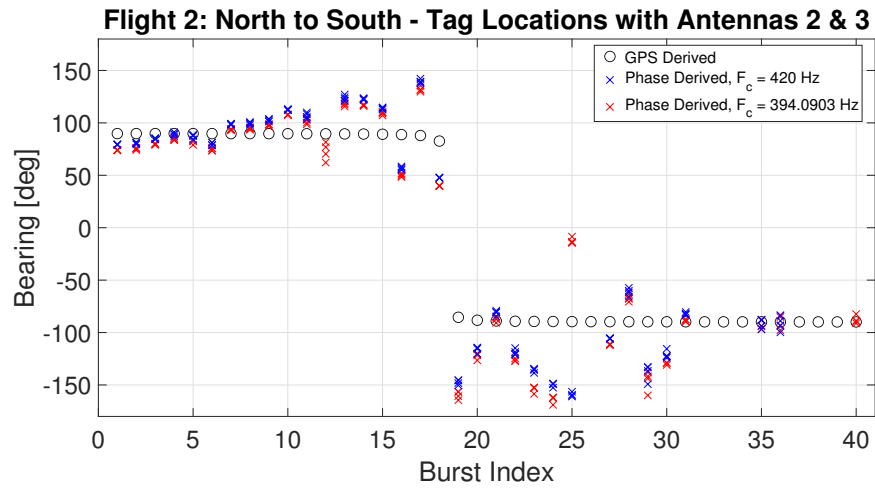 Flight 2: North to South - Tag Locations with Antennas 2 & 3
GPS Derived
Phase Derived, F_c = 420 Hz
Phase Derived, F_c = 394.0903 Hz
Bearing [deg]
150
100
50
0
-50
-100
-150
0 5 10 15 20 25 30 35 40
Burst Index